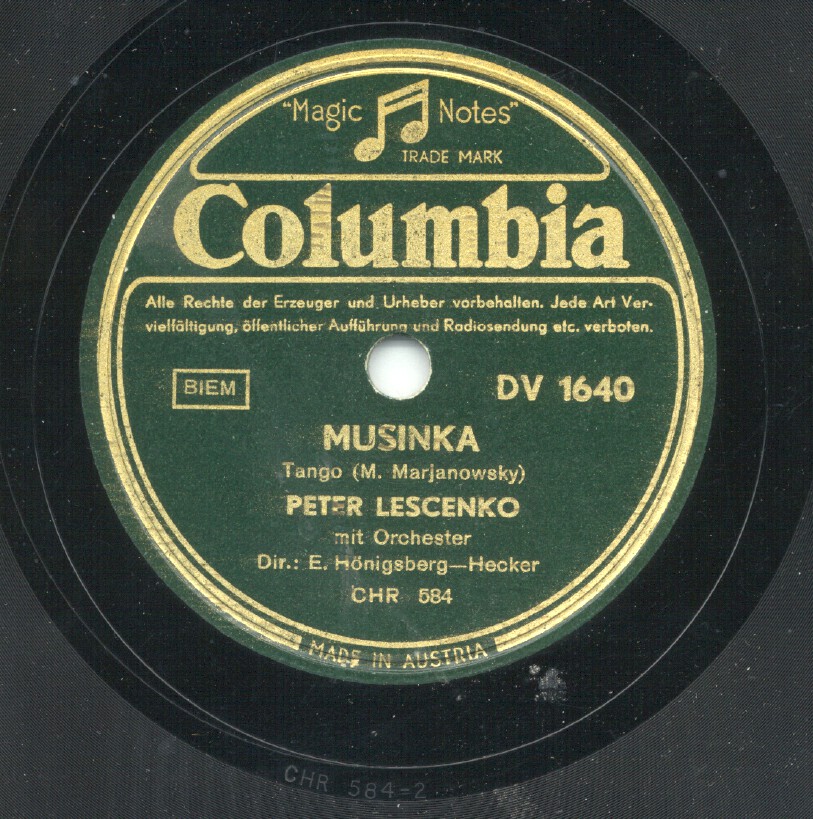 "Magic Notes"
TRADE MARK
Columbia
Alle Rechte der Erzeuger und Urheber vorbehalten. Jede Art Ver-
vielfältigung, öffentlicher Aufführung und Radiosendung etc. verboten.
BIEM
DV 1640
MUSINKA
Tango (M. Marjanowsky)
PETER LESCENKO
mit Orchester
Dir.: E. Hönigsberg—Hecker
CHR 584
MADE IN AUSTRIA
CHR 584-2